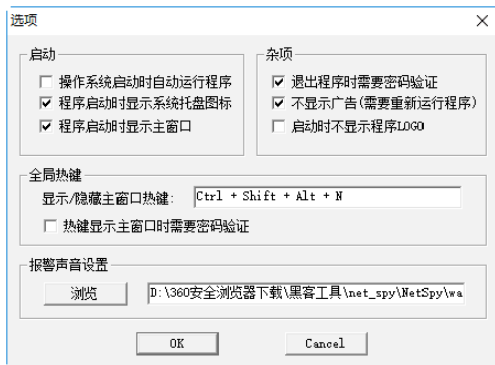 选项
启动
操作系统启动时自动运行程序
程序启动时显示系统托盘图标
程序启动时显示主窗口
杂项
退出程序时需要密码验证
不显示广告(需要重新运行程序)
启动时不显示程序LOGO
全局热键
显示/隐藏主窗口热键: Ctrl + Shift + Alt + N
热键显示主窗口时需要密码验证
报警声音设置
浏览 D:\360安全浏览器下载\黑客工具\net_spy\NetSpy\wa
OK Cancel